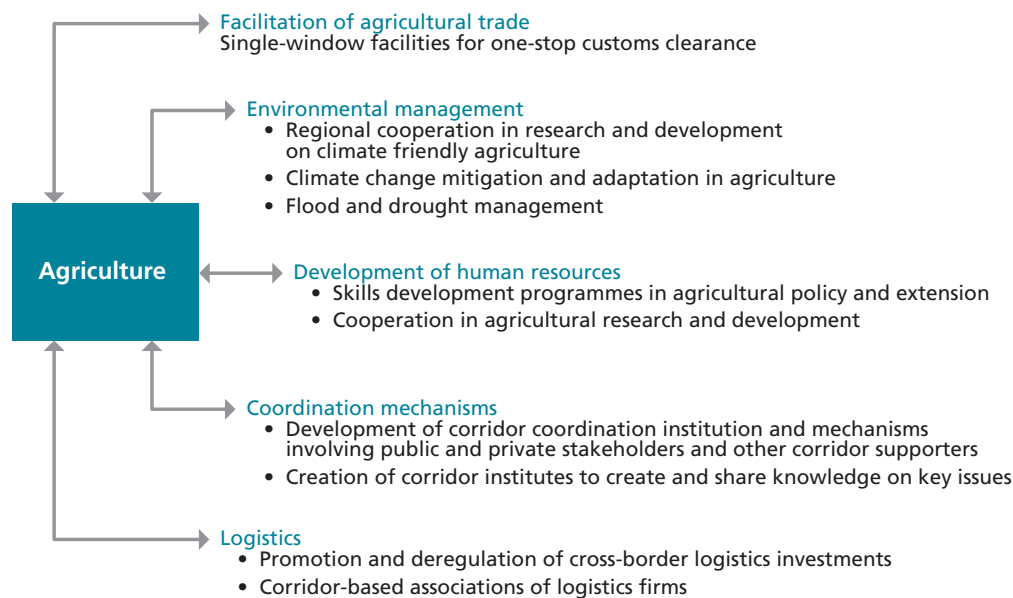 Facilitation of agricultural trade
Single-window facilities for one-stop customs clearance
Environmental management
• Regional cooperation in research and development
on climate friendly agriculture
• Climate change mitigation and adaptation in agriculture
• Flood and drought management
Agriculture
Development of human resources
• Skills development programmes in agricultural policy and extension
• Cooperation in agricultural research and development
Coordination mechanisms
• Development of corridor coordination institution and mechanisms
involving public and private stakeholders and other corridor supporters
• Creation of corridor institutes to create and share knowledge on key issues
Logistics
• Promotion and deregulation of cross-border logistics investments
• Corridor-based associations of logistics firms